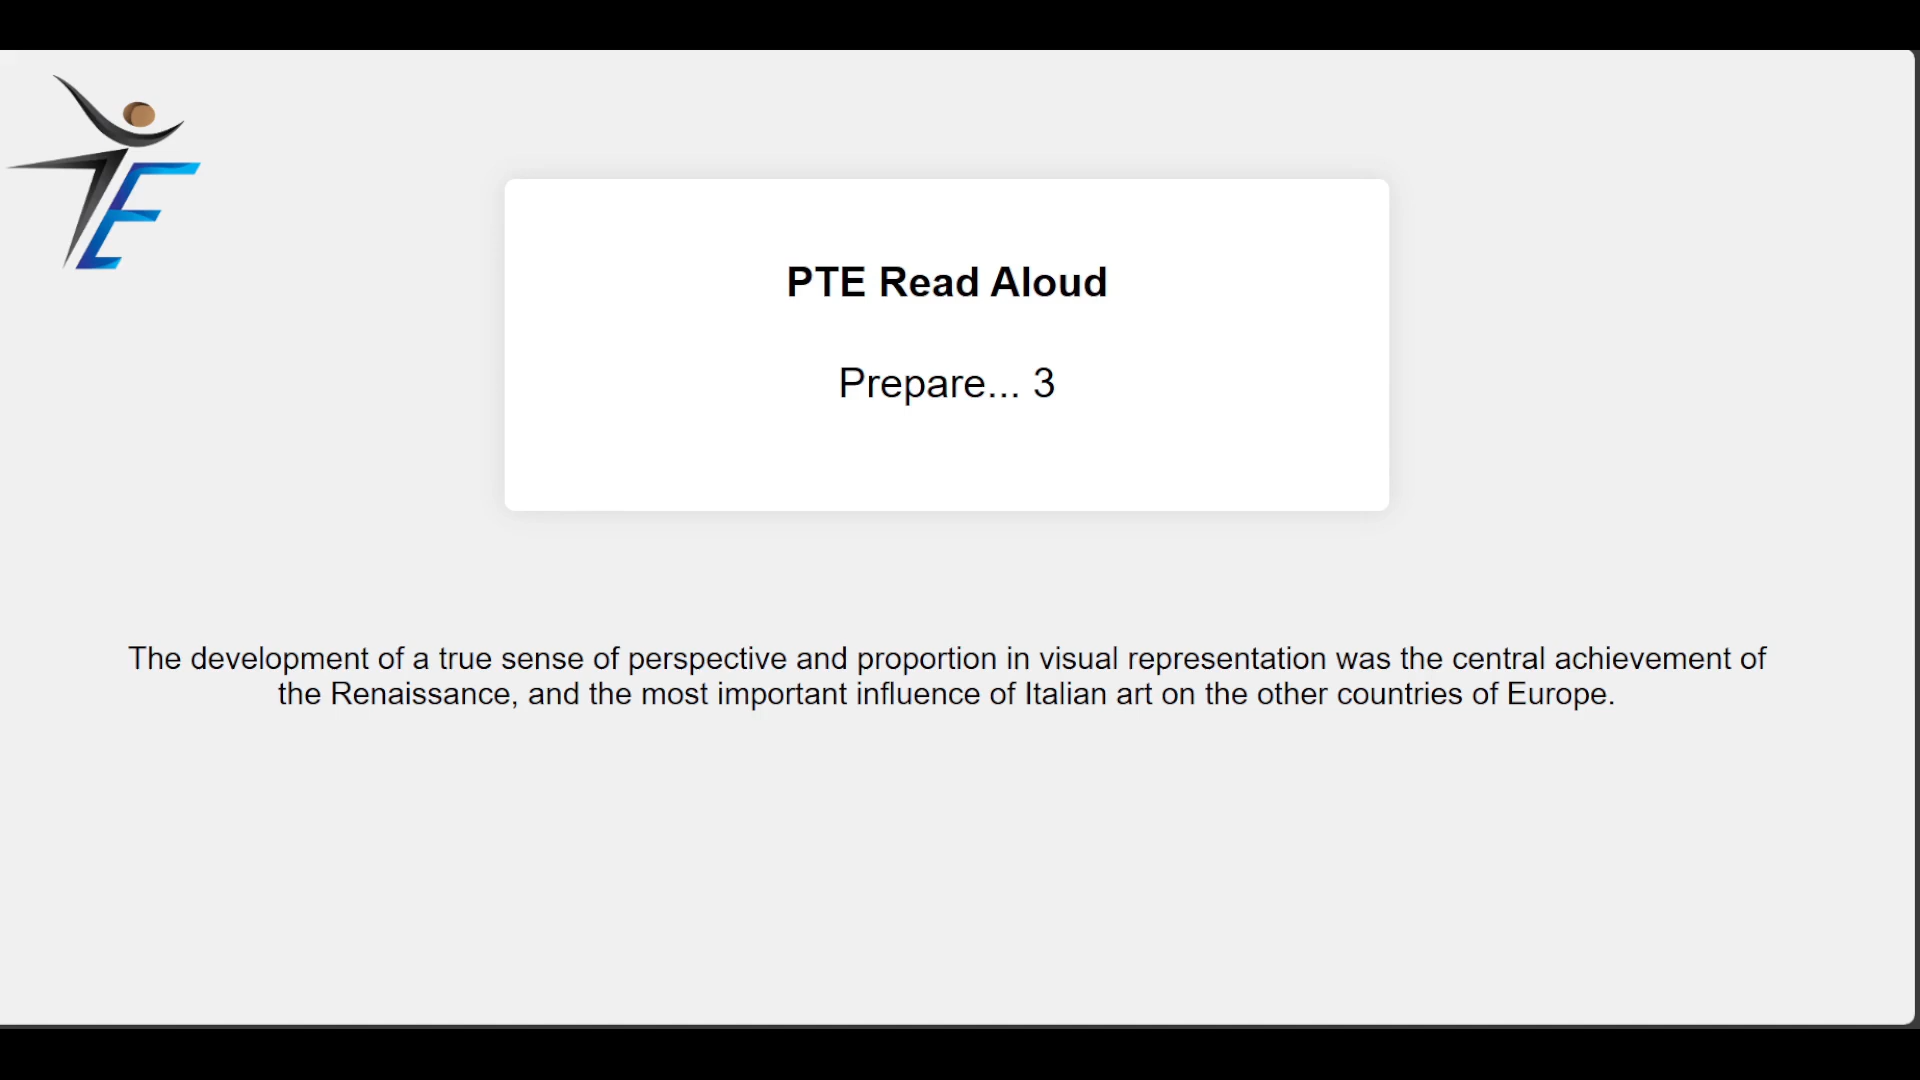 PTE Read Aloud
Prepare... 3
The development of a true sense of perspective and proportion in visual representation was the central achievement of
the Renaissance, and the most important influence of Italian art on the other countries of Europe.